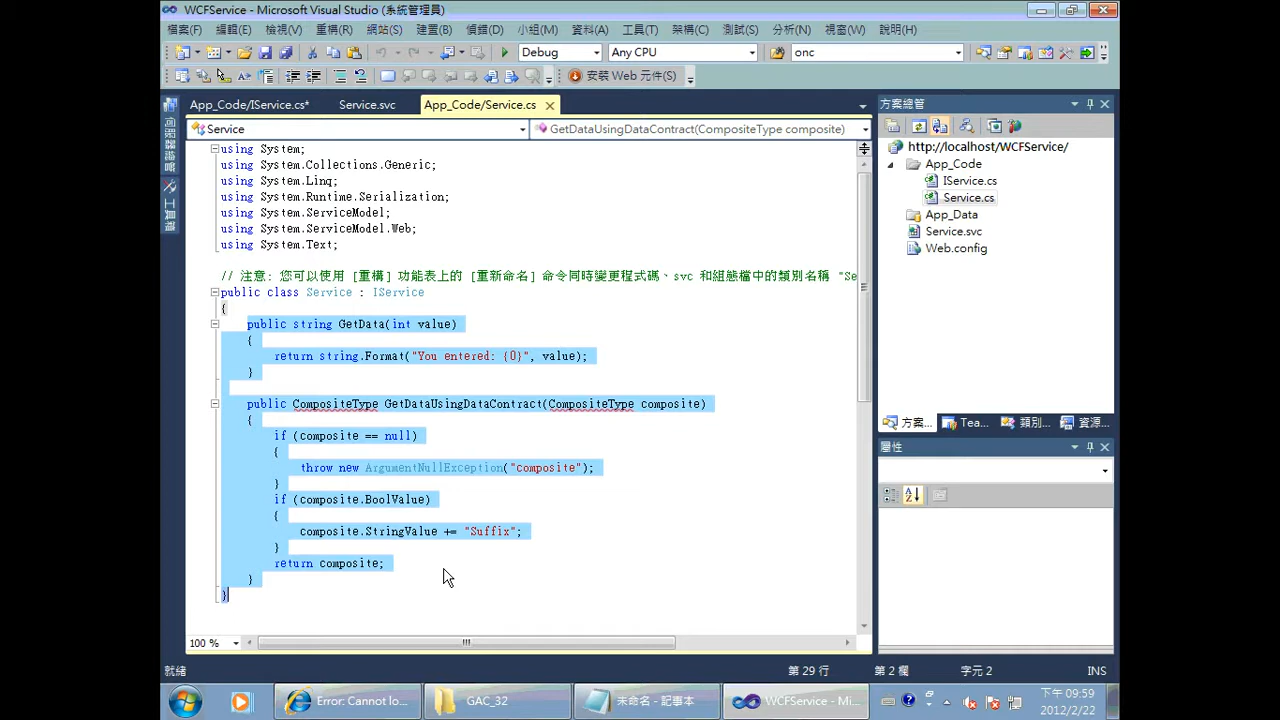 WCFService - Microsoft Visual Studio (系統管理員)
檔案(F) 編輯(E) 檢視(V) 重構(R) 網站(S) 建置(B) 偵錯(D) 小組(M) 資料(A) 工具(T) 架構(C) 測試(S) 分析(N) 視窗(W) 說明(H)
Debug Any CPU onc
安裝 Web 元件(S)
App_Code/IService.cs* Service.svc App_Code/Service.cs
Service GetDataUsingDataContract(CompositeType composite)
伺服器總管
工具箱
using System;
using System.Collections.Generic;
using System.Linq;
using System.Runtime.Serialization;
using System.ServiceModel;
using System.ServiceModel.Web;
using System.Text;
// 注意: 您可以使用 [重構] 功能表上的 [重新命名] 命令同時變更程式碼、svc 和組態檔中的類別名稱 "Se
public class Service : IService
{
public string GetData(int value)
{
return string.Format("You entered: {0}", value);
}
public CompositeType GetDataUsingDataContract(CompositeType composite)
{
if (composite == null)
{
throw new ArgumentNullException("composite");
}
if (composite.BoolValue)
{
composite.StringValue += "Suffix";
}
return composite;
}
}
100 %
方案總管
http://localhost/WCFService/
App_Code
IService.cs
Service.cs
App_Data
Service.svc
Web.config
方案... Tea... 類別... 資源...
屬性
就緒 第 29 行 第 2 欄 字元 2 INS
Error: Cannot lo... GAC_32 未命名 - 記事本 WCFService - Mi...
下午 09:59
2012/2/22